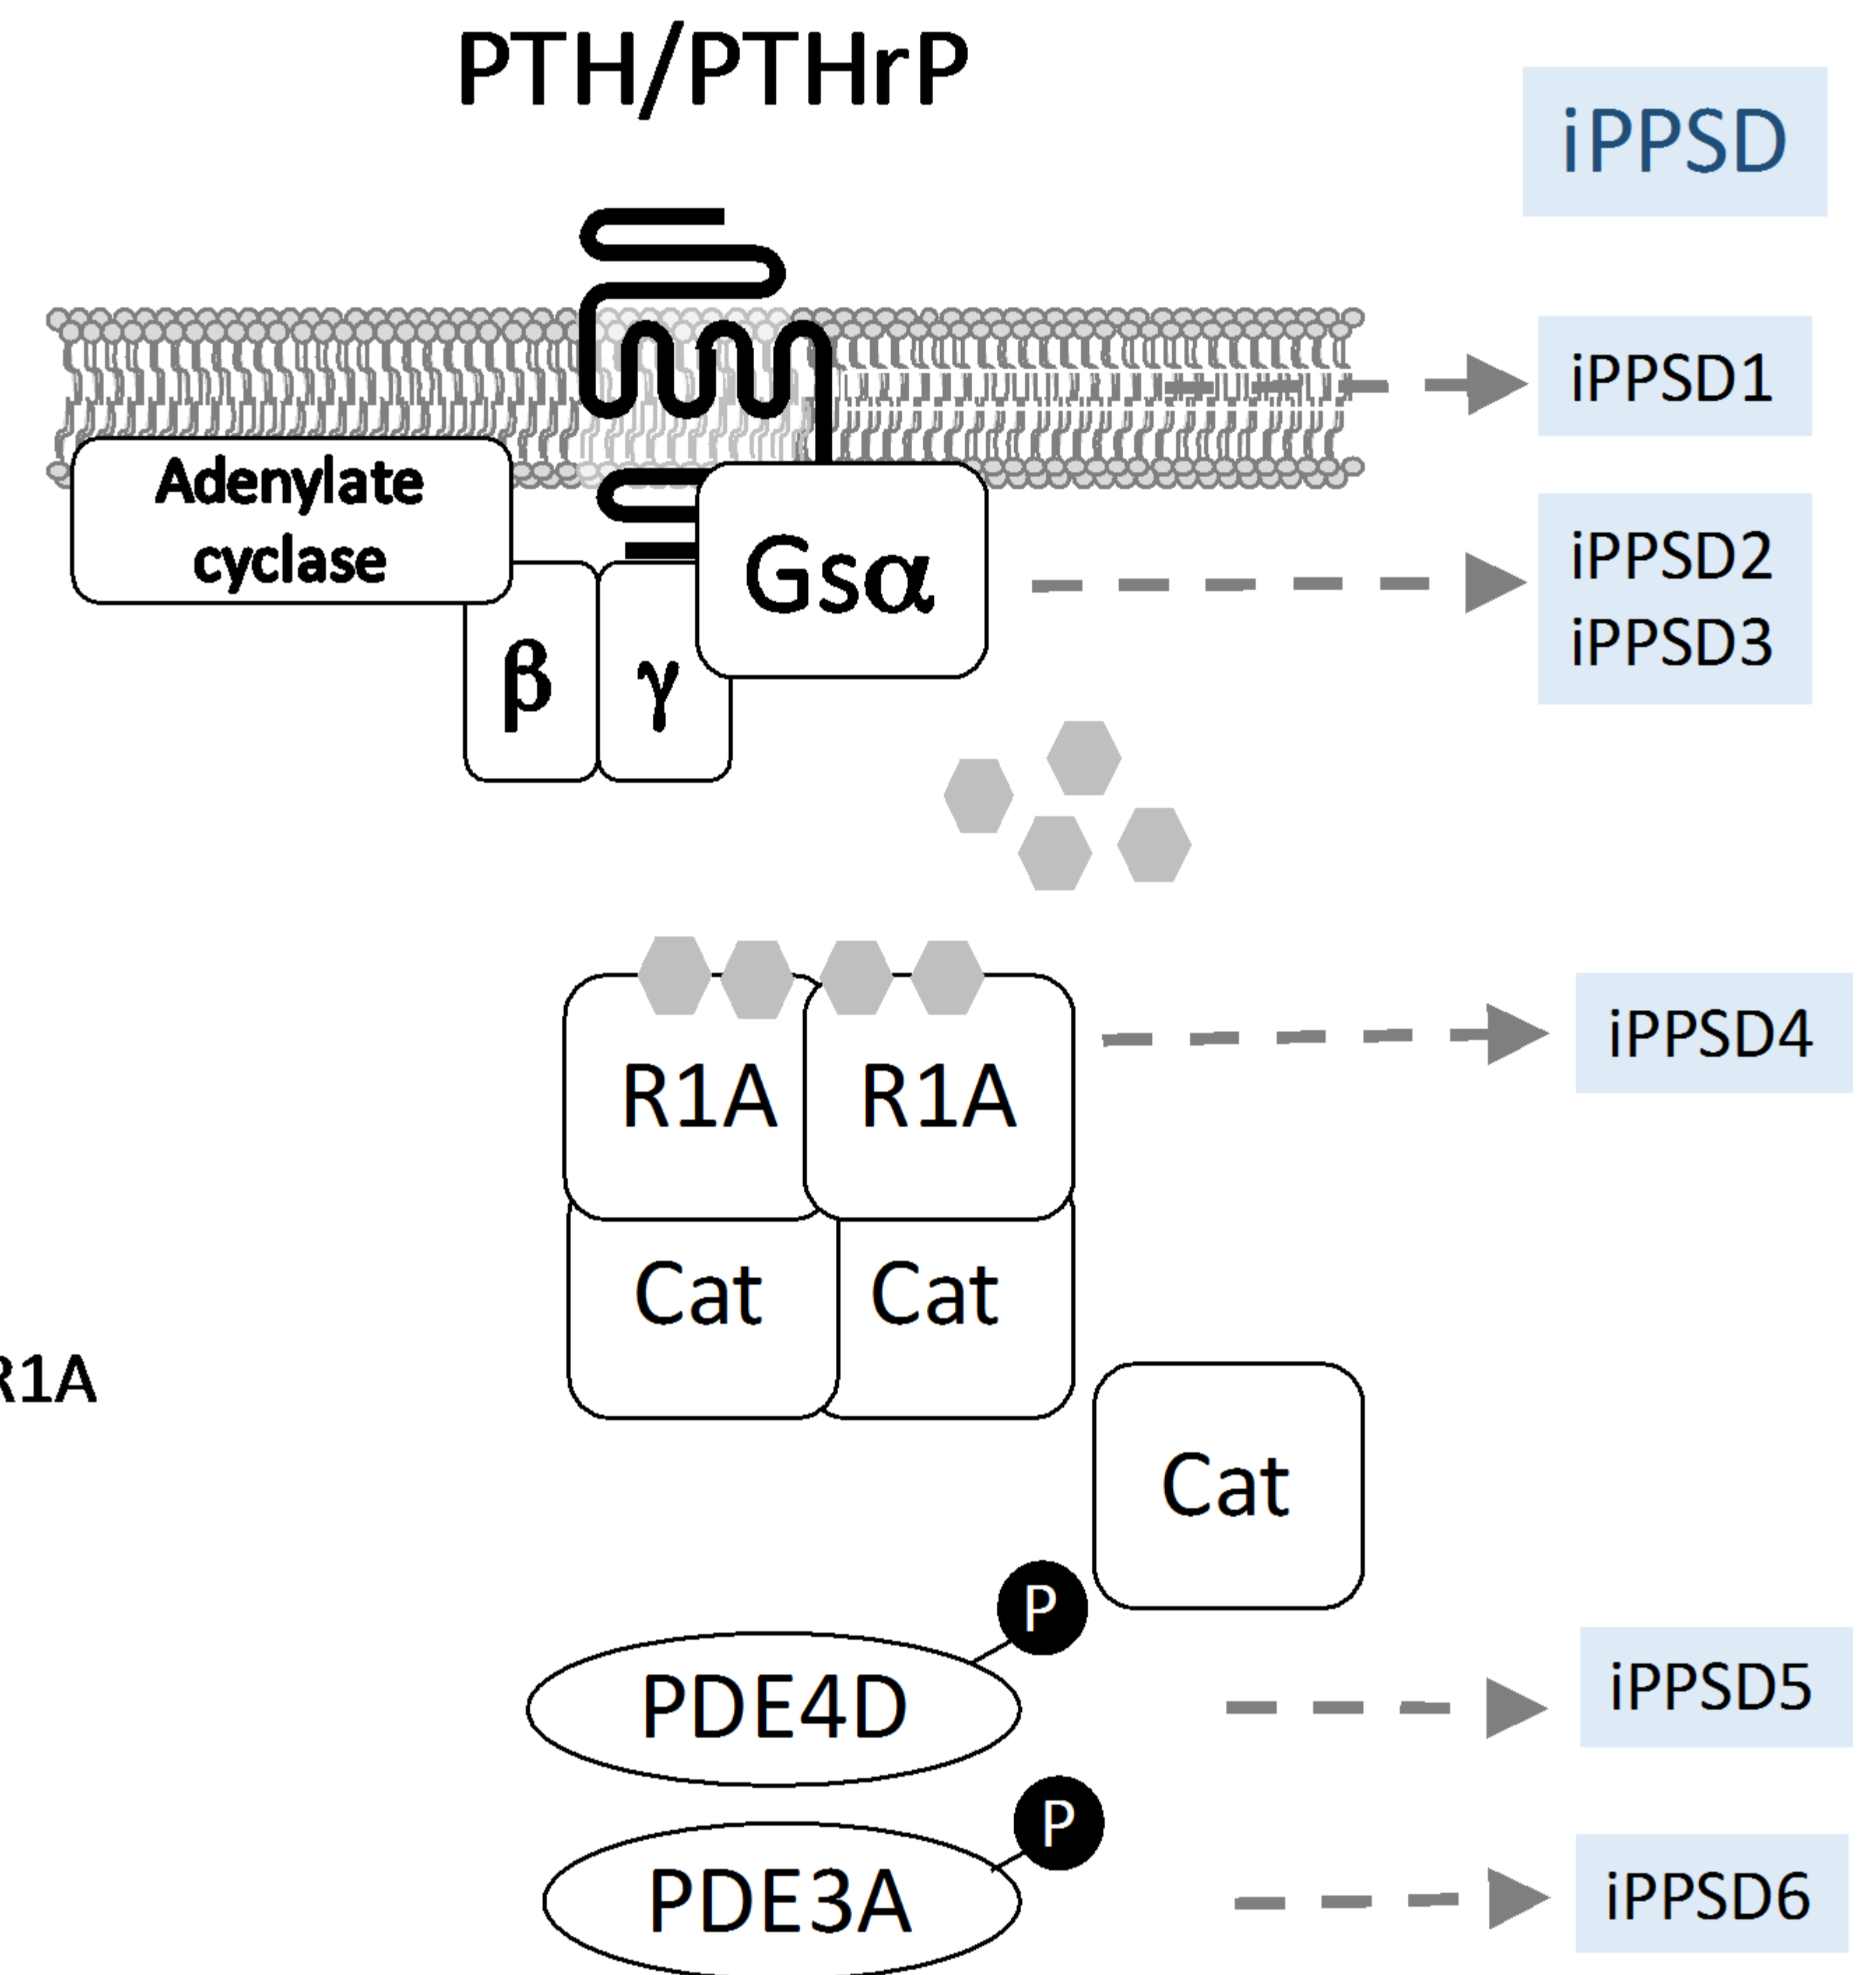 PTH/PTHrP
iPPSD
iPPSD1
Adenylate
cyclase
Gsα
β
γ
iPPSD2
iPPSD3
R1A
R1A
iPPSD4
Cat
Cat
R1A
Cat
P
PDE4D
iPPSD5
P
PDE3A
iPPSD6